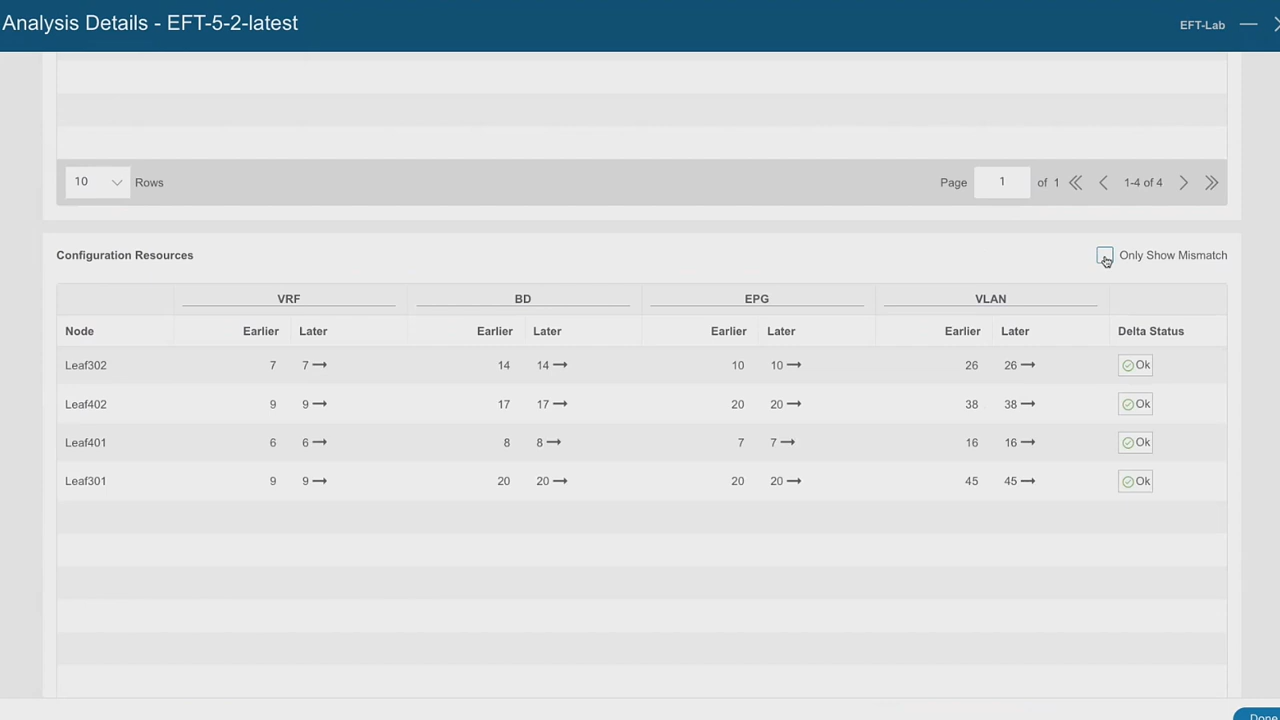 Analysis Details - EFT-5-2-latest
EFT-Lab
10 Rows Page 1 of 1 1-4 of 4
Configuration Resources
Only Show Mismatch
VRF BD EPG VLAN
Node Earlier Later Earlier Later Earlier Later Earlier Later Delta Status
Leaf302 7 7 14 14 10 10 26 26 Ok
Leaf402 9 9 17 17 20 20 38 38 Ok
Leaf401 6 6 8 8 7 7 16 16 Ok
Leaf301 9 9 20 20 20 20 45 45 Ok
Done